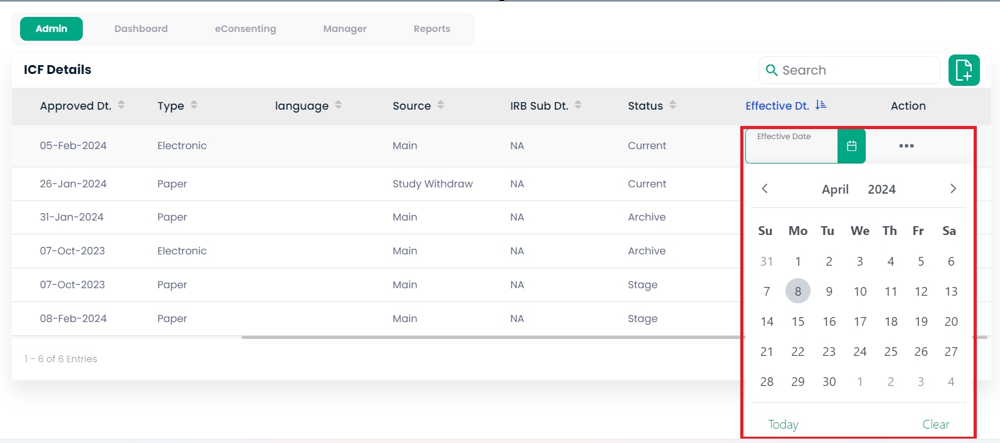 Admin Dashboard eConsenting Manager Reports
ICF Details Search
Approved Dt. Type language Source IRB Sub Dt. Status Effective Dt. Action
05-Feb-2024 Electronic Main NA Current Effective Date
26-Jan-2024 Paper Study Withdraw NA Current
31-Jan-2024 Paper Main NA Archive
07-Oct-2023 Electronic Main NA Archive
07-Oct-2023 Paper Main NA Stage
08-Feb-2024 Paper Main NA Stage
1 - 6 of 6 Entries
April 2024
Su Mo Tu We Th Fr Sa
31 1 2 3 4 5 6
7 8 9 10 11 12 13
14 15 16 17 18 19 20
21 22 23 24 25 26 27
28 29 30 1 2 3 4
Today Clear